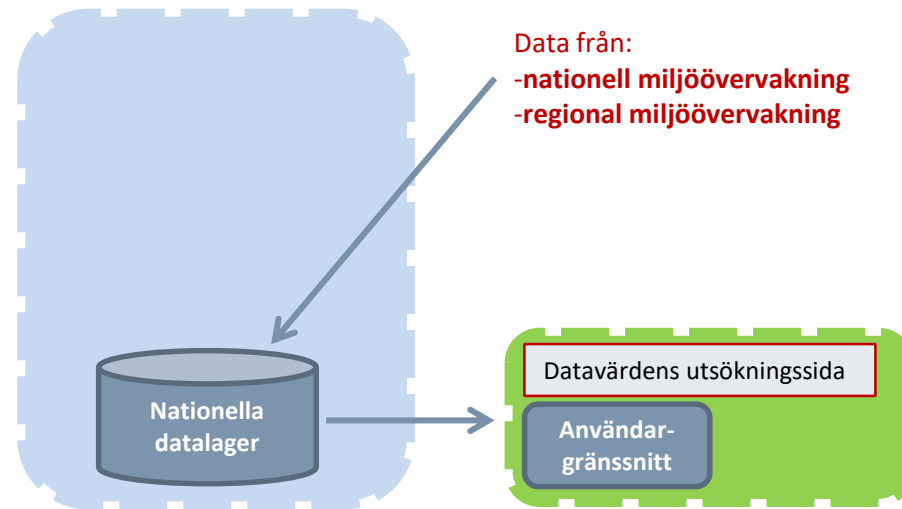 Data från:
-nationell miljöövervakning
-regional miljöövervakning
Datavärdens utsökningssida
Nationella
datalager
Användar-
gränssnitt